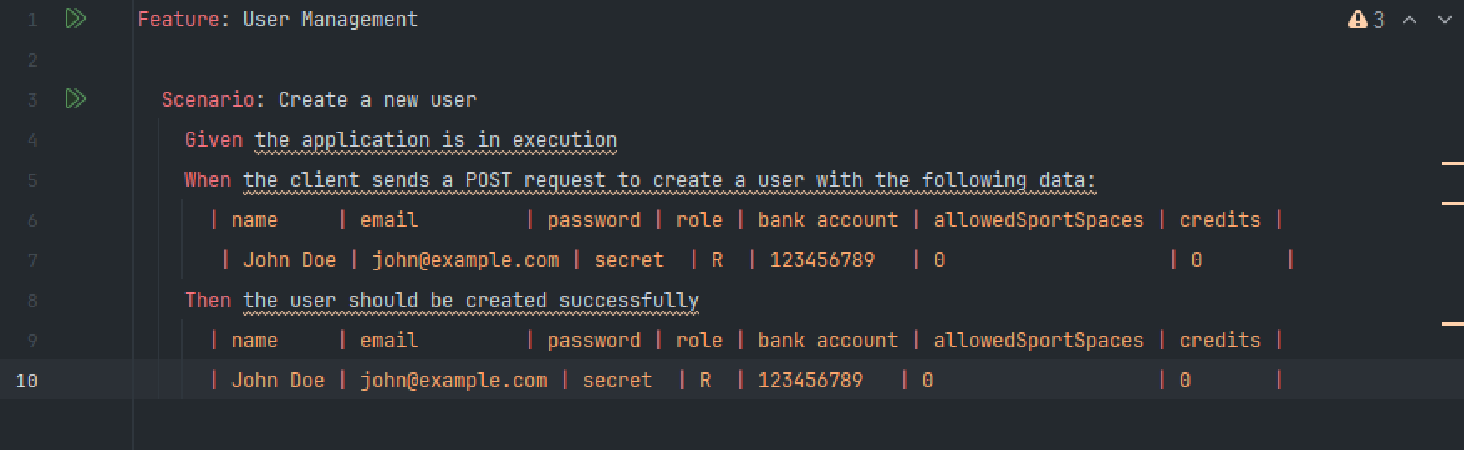 1 Feature: User Management 3
2
3 Scenario: Create a new user
4 Given the application is in execution
5 When the client sends a POST request to create a user with the following data:
6 | name | email | password | role | bank account | allowedSportSpaces | credits |
7 | John Doe | john@example.com | secret | R | 123456789 | 0 | 0 |
8 Then the user should be created successfully
9 | name | email | password | role | bank account | allowedSportSpaces | credits |
10 | John Doe | john@example.com | secret | R | 123456789 | 0 | 0 |